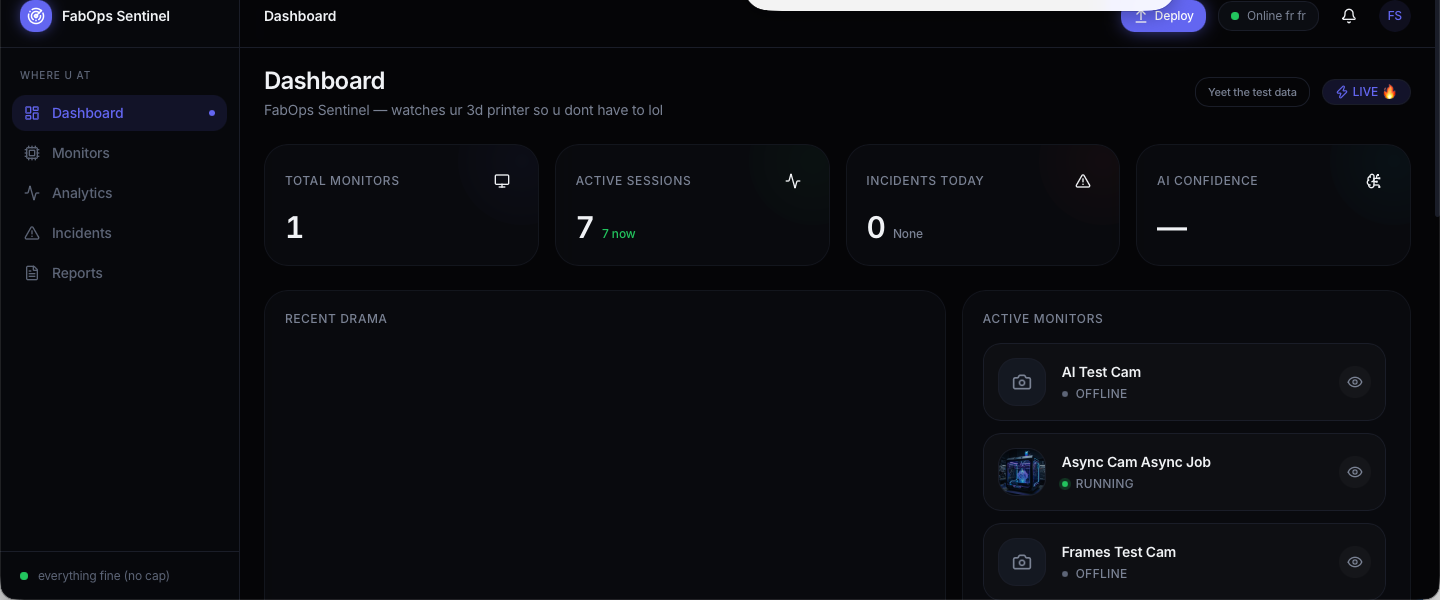 FabOps Sentinel
Dashboard
Deploy
Online fr fr
FS
WHERE U AT
Dashboard
Monitors
Analytics
Incidents
Reports
everything fine (no cap)
Dashboard
FabOps Sentinel — watches ur 3d printer so u dont have to lol
Yeet the test data
LIVE 🔥
TOTAL MONITORS
1
ACTIVE SESSIONS
7 7 now
INCIDENTS TODAY
0 None
AI CONFIDENCE
—
RECENT DRAMA
ACTIVE MONITORS
AI Test Cam
OFFLINE
Async Cam Async Job
RUNNING
Frames Test Cam
OFFLINE